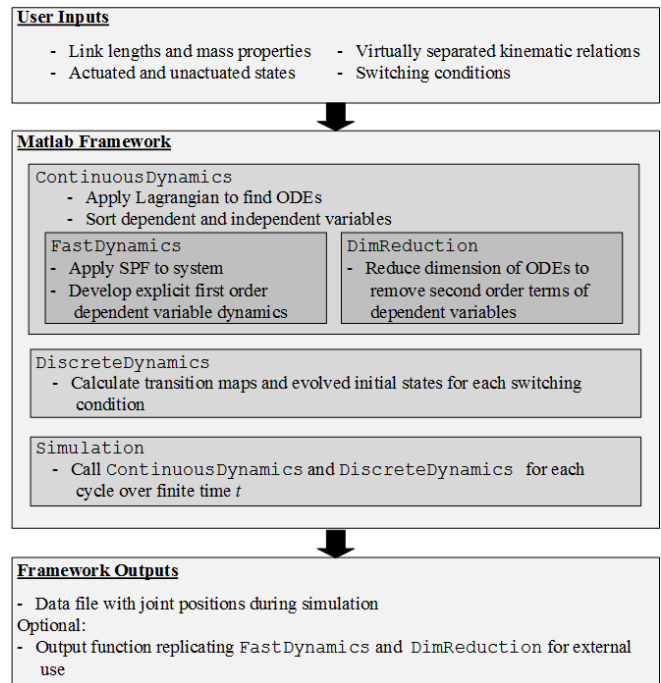 User Inputs
- Link lengths and mass properties
- Actuated and unactuated states
- Virtually separated kinematic relations
- Switching conditions
Matlab Framework
ContinuousDynamics
- Apply Lagrangian to find ODEs
- Sort dependent and independent variables
FastDynamics
- Apply SPF to system
- Develop explicit first order
dependent variable dynamics
DimReduction
- Reduce dimension of ODEs to
remove second order terms of
dependent variables
DiscreteDynamics
- Calculate transition maps and evolved initial states for each switching
condition
Simulation
- Call ContinuousDynamics and DiscreteDynamics for each
cycle over finite time t
Framework Outputs
- Data file with joint positions during simulation
Optional:
- Output function replicating FastDynamics and DimReduction for external
use